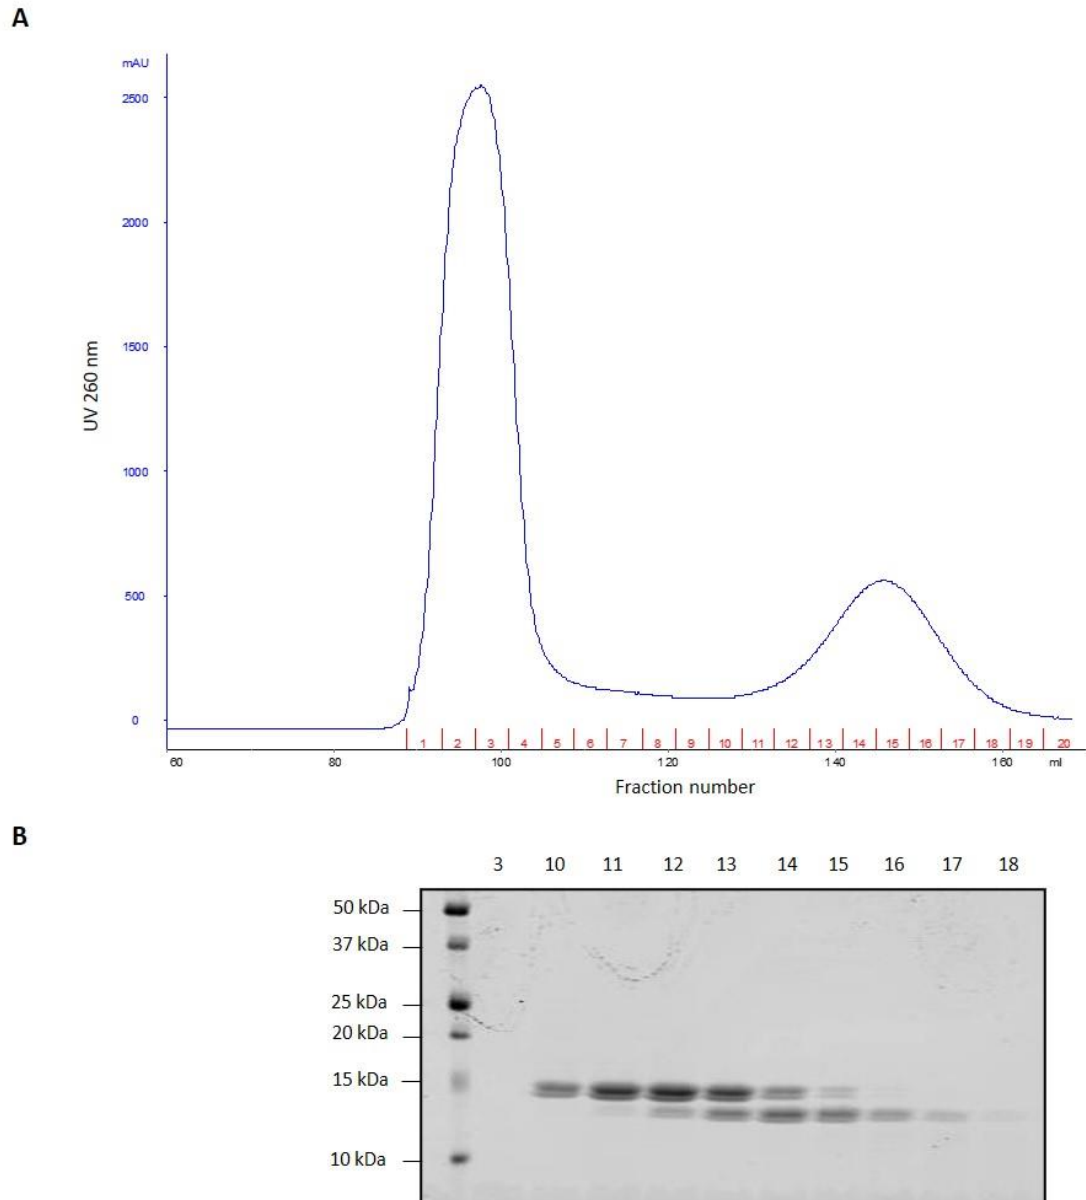 A
mAU
2500
2000
1500
1000
500
0
UV 260 nm
1 2 3 4 5 6 7 8 9 10 11 12 13 14 15 16 17 18 19 20
60 80 100 120 140 160 ml
Fraction number
B
3 10 11 12 13 14 15 16 17 18
50 kDa
37 kDa
25 kDa
20 kDa
15 kDa
10 kDa